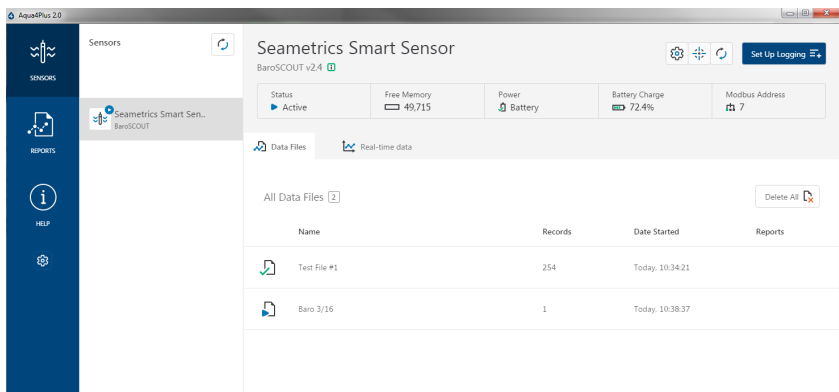 Aqua4Plus 2.0
SENSORS
REPORTS
HELP
Sensors
Seametrics Smart Sen..
BaroSCOUT
Seametrics Smart Sensor
BaroSCOUT v2.4
Set Up Logging
Status
Active
Free Memory
49,715
Power
Battery
Battery Charge
72.4%
Modbus Address
7
Data Files
Real-time data
All Data Files 2
Delete All
Name Records Date Started Reports
Test File #1 254 Today, 10:34:21
Baro 3/16 1 Today, 10:38:37